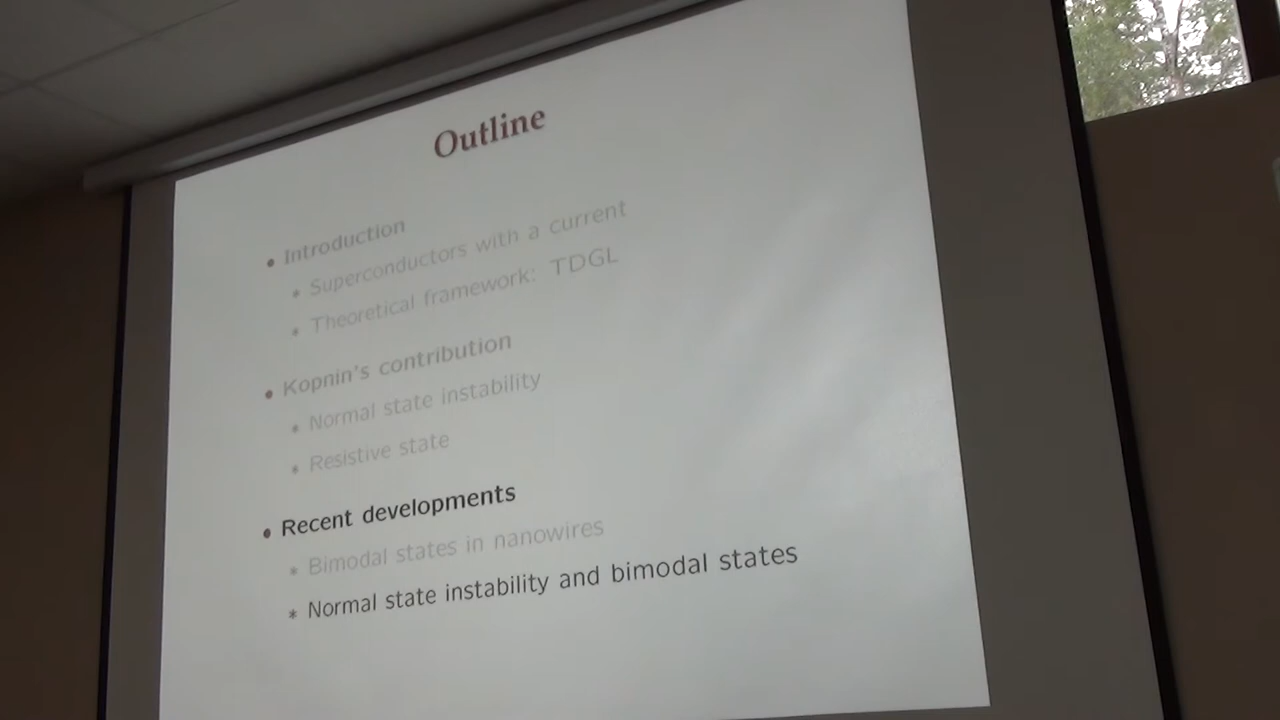 Outline
• Introduction
* Superconductors with a current
* Theoretical framework: TDGL
• Kopnin's contribution
* Normal state instability
* Resistive state
• Recent developments
* Bimodal states in nanowires
* Normal state instability and bimodal states